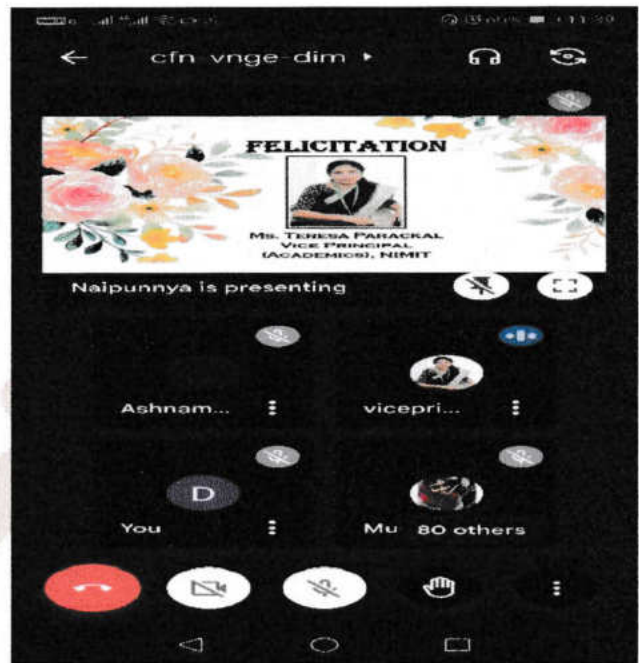 cfn-vnge-dim
FELICITATION
MS. TERESA PARACKAL
VICE PRINCIPAL
(ACADEMICS), NIMIT
Naipunnya is presenting
Ashnam...
vicepri...
D
You
Mu 80 others